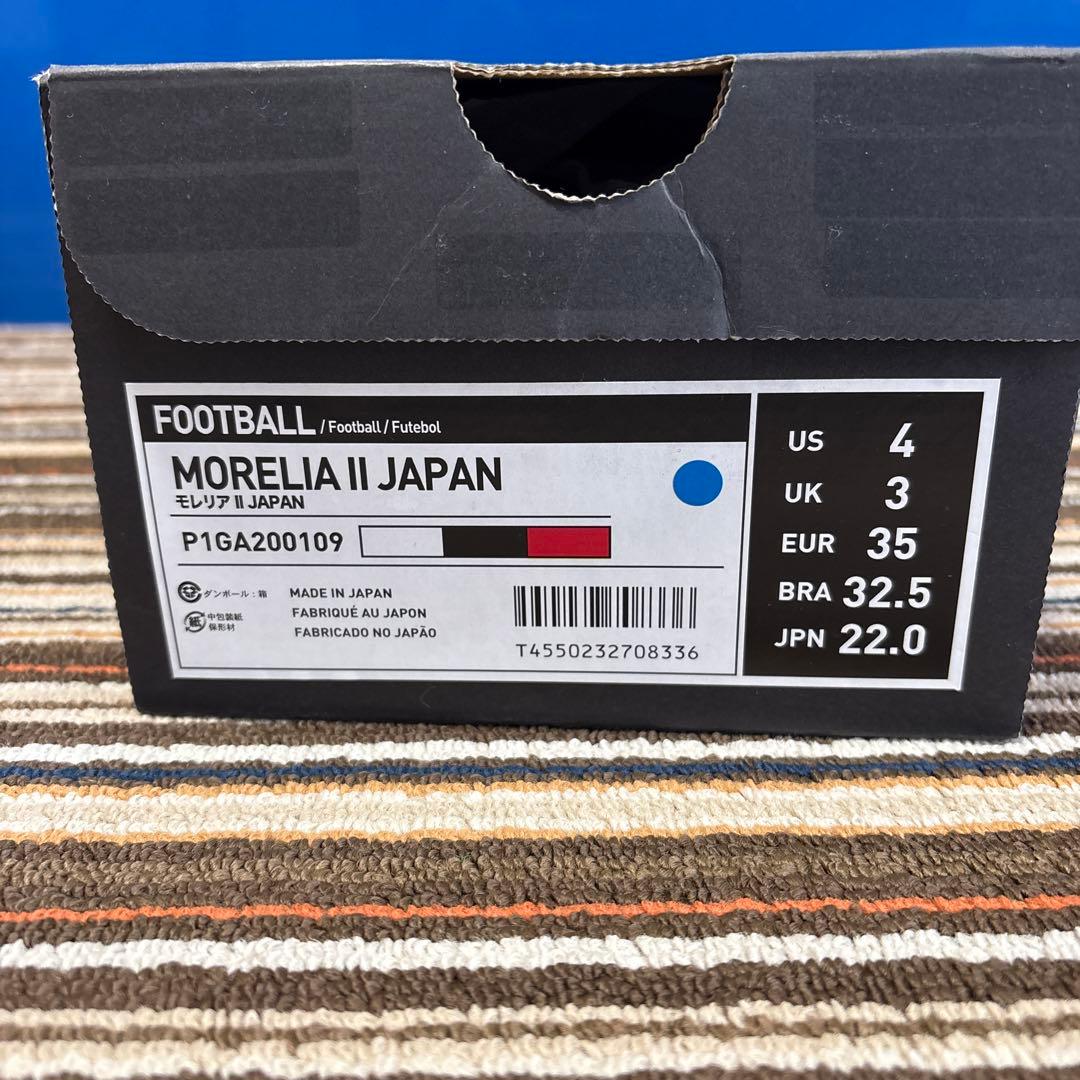 FOOTBALL / Football / Futebol
MORELIA II JAPAN
モレリア II JAPAN
P1GA200109
ダンボール：箱
紙
中包装紙
保形材
MADE IN JAPAN
FABRIQUÉ AU JAPON
FABRICADO NO JAPÃO
T4550232708336
US 4
UK 3
EUR 35
BRA 32.5
JPN 22.0